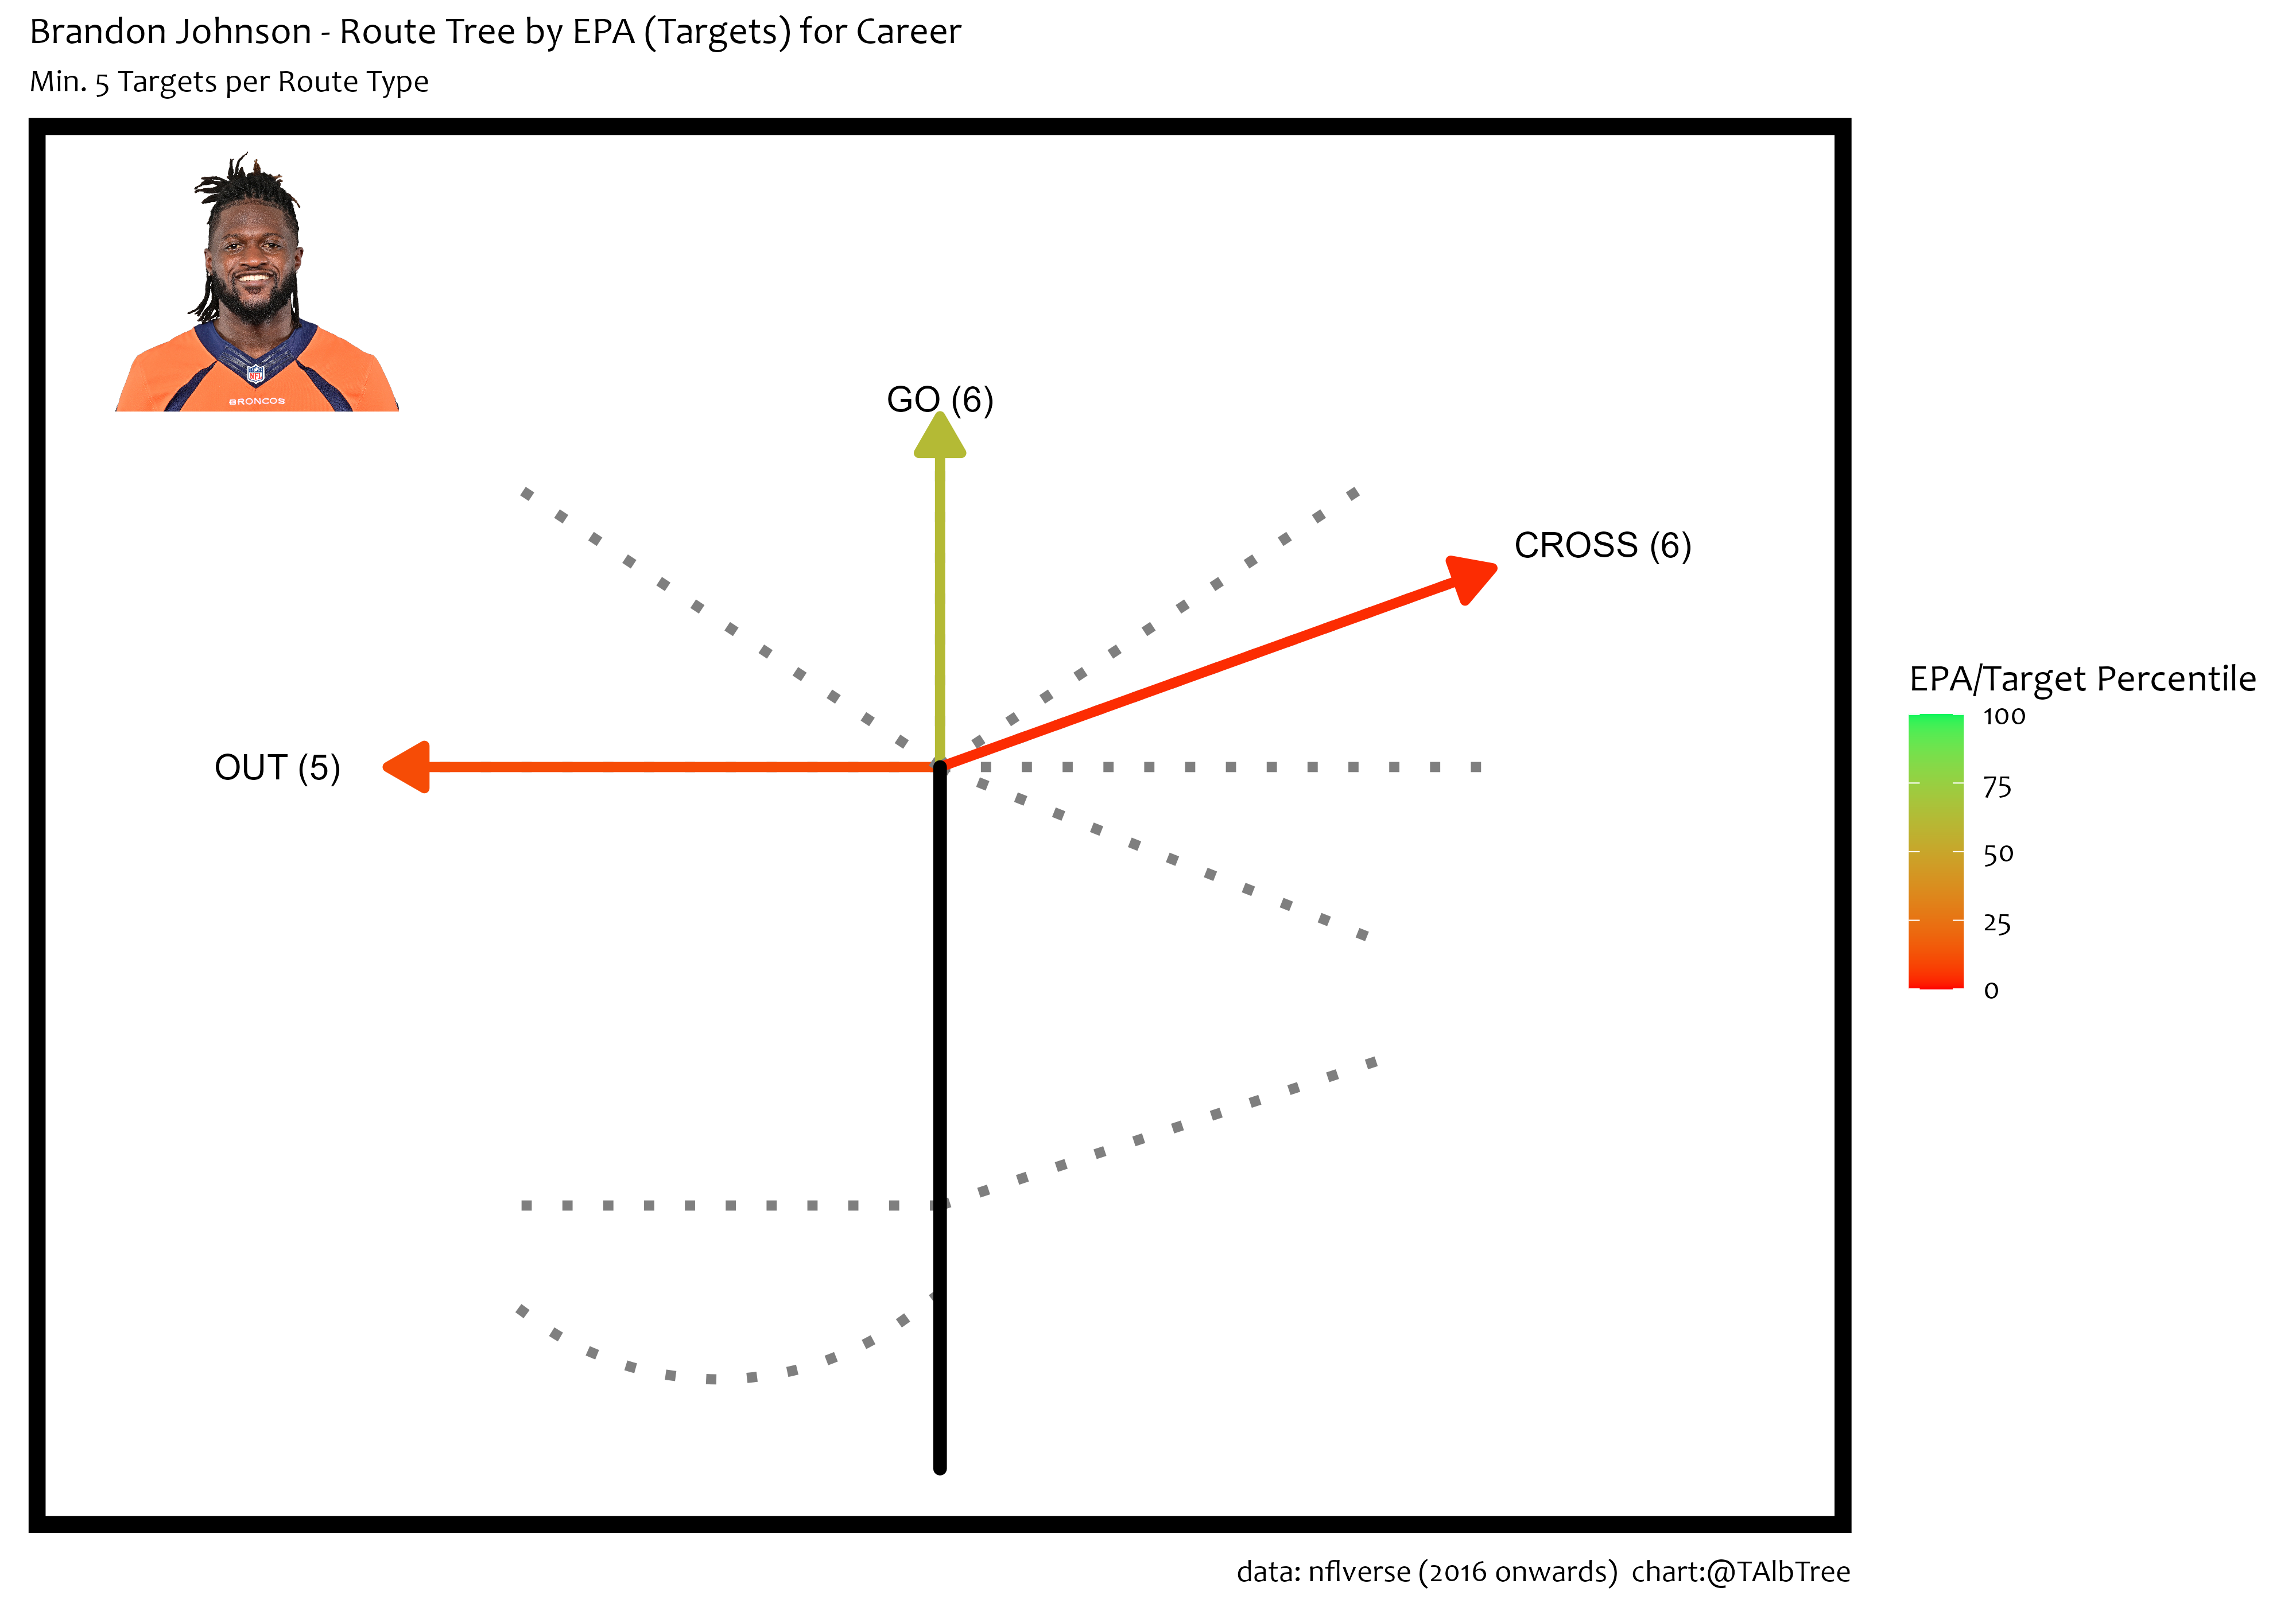 Brandon Johnson - Route Tree by EPA (Targets) for Career
Min. 5 Targets per Route Type
BRONCOS
NFL
GO (6)
CROSS (6)
OUT (5)
EPA/Target Percentile
100
75
50
25
0
data: nflverse (2016 onwards)  chart:@TAlbTree